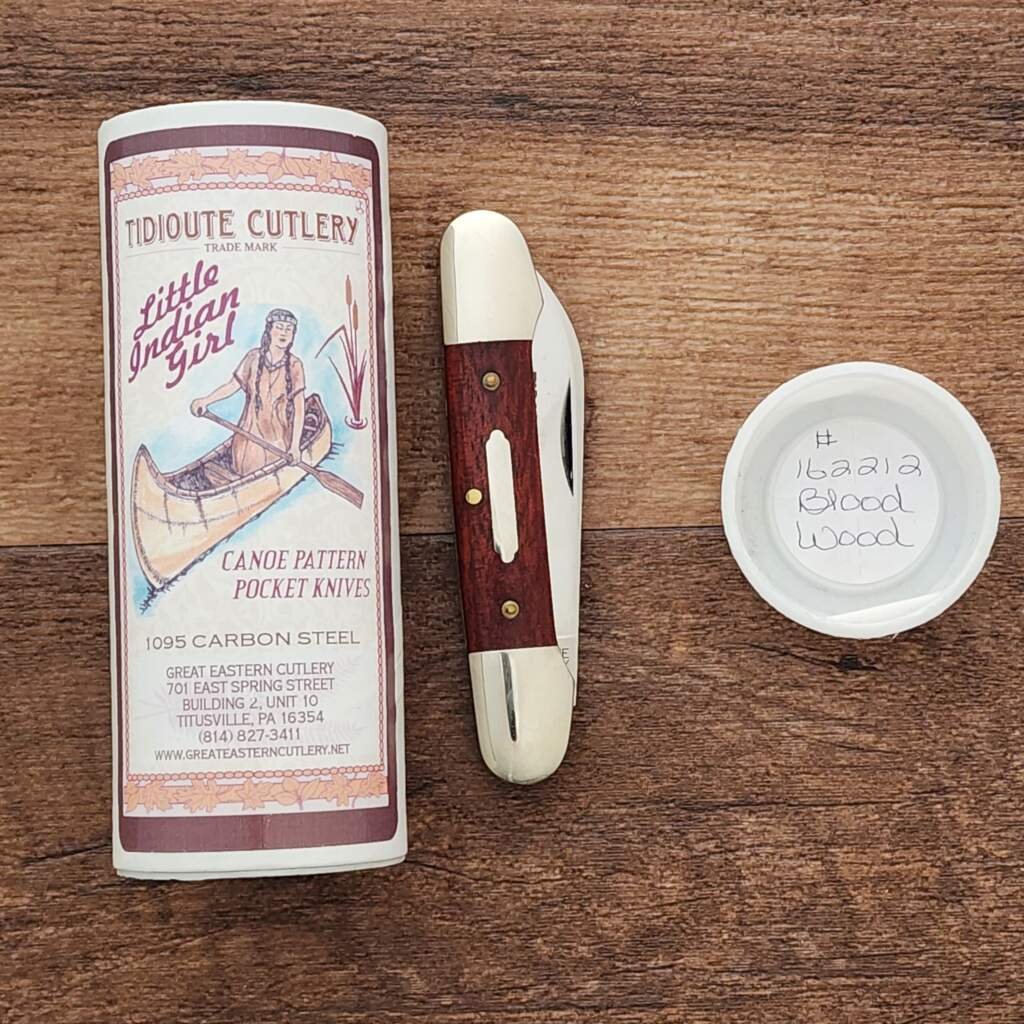 TIDIOUTE CUTLERY
TRADE MARK
Little
Indian
Girl
CANOE PATTERN
POCKET KNIVES
1095 CARBON STEEL
GREAT EASTERN CUTLERY
701 EAST SPRING STREET
BUILDING 2, UNIT 10
TITUSVILLE, PA 16354
(814) 827-3411
WWW.GREATEASTERNCUTLERY.NET
#
162212
Blood
Wood